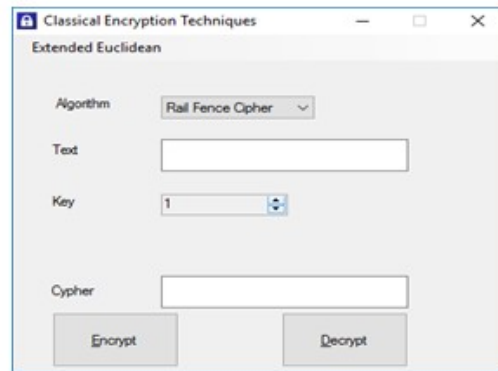 Classical Encryption Techniques
Extended Euclidean
Algorithm Rail Fence Cipher
Text
Key 1
Cypher
Encrypt Decrypt